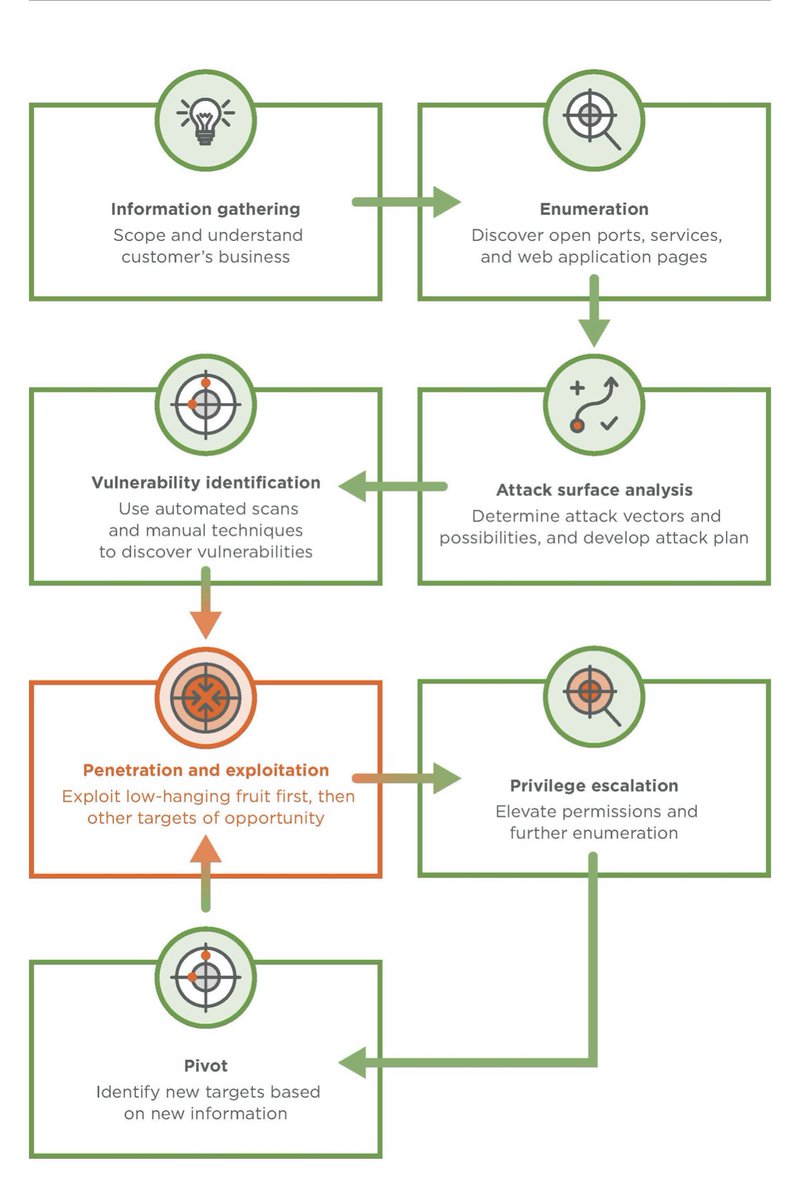 Information gathering
Scope and understand
customer’s business
Enumeration
Discover open ports, services,
and web application pages
Attack surface analysis
Determine attack vectors and
possibilities, and develop attack plan
Vulnerability identification
Use automated scans
and manual techniques
to discover vulnerabilities
Penetration and exploitation
Exploit low-hanging fruit first, then
other targets of opportunity
Privilege escalation
Elevate permissions and
further enumeration
Pivot
Identify new targets based
on new information